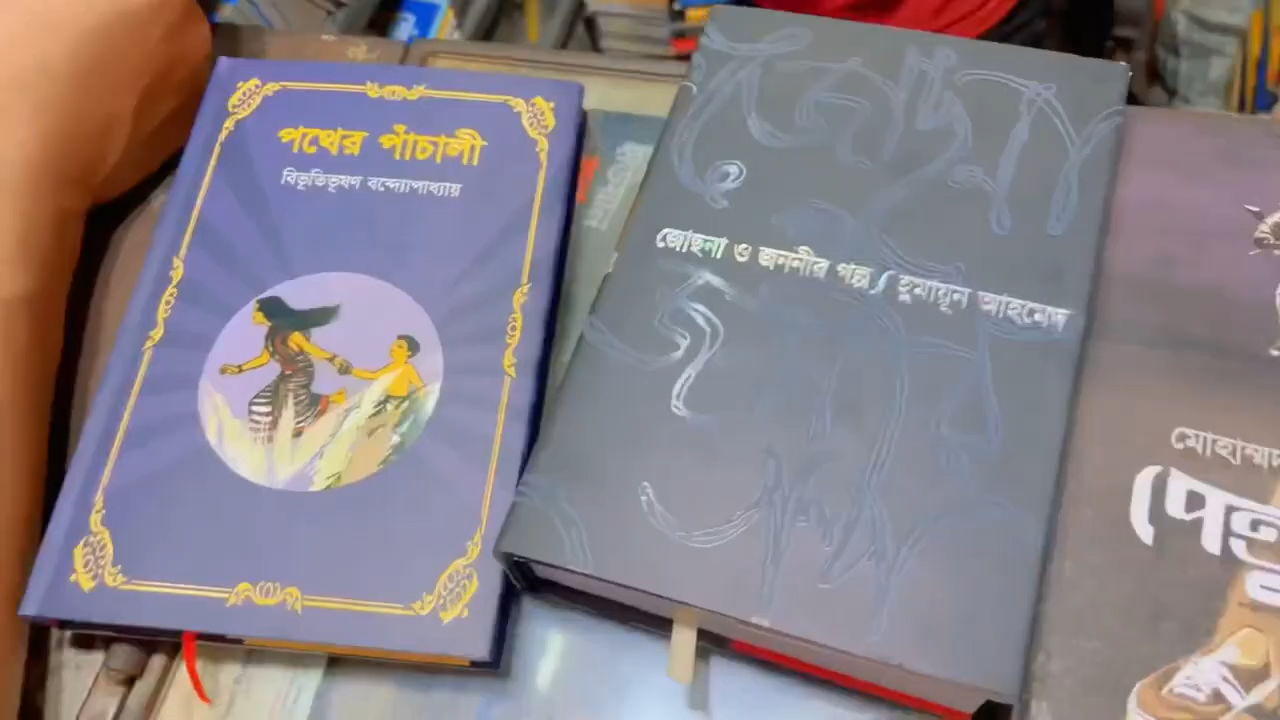 পথের পাঁচালী
বিভূতিভূষণ বন্দ্যোপাধ্যায়
জোছনা ও জননীর গল্প / হুমায়ূন আহমেদ